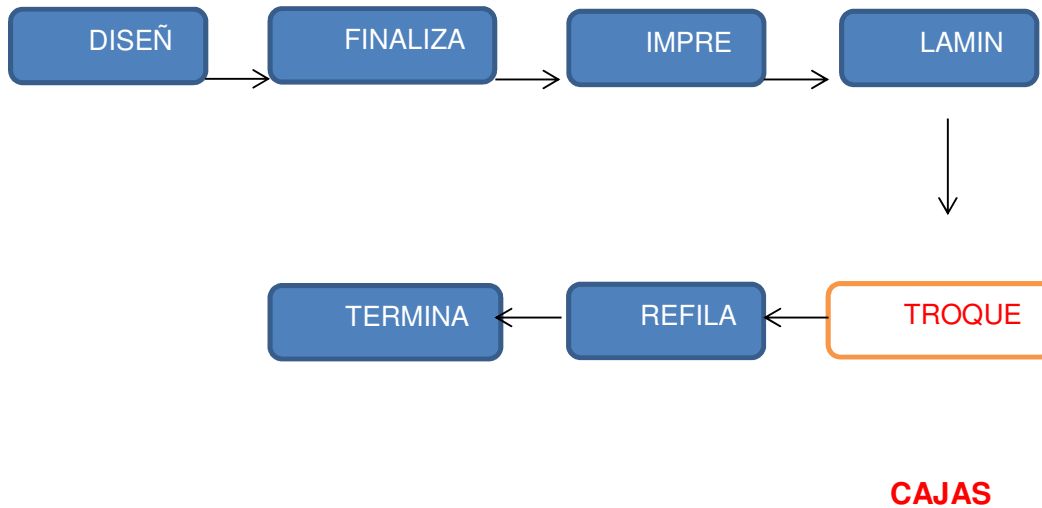 DISEÑ
FINALIZA
IMPRE
LAMIN
TROQUE
REFILA
TERMINA
CAJAS